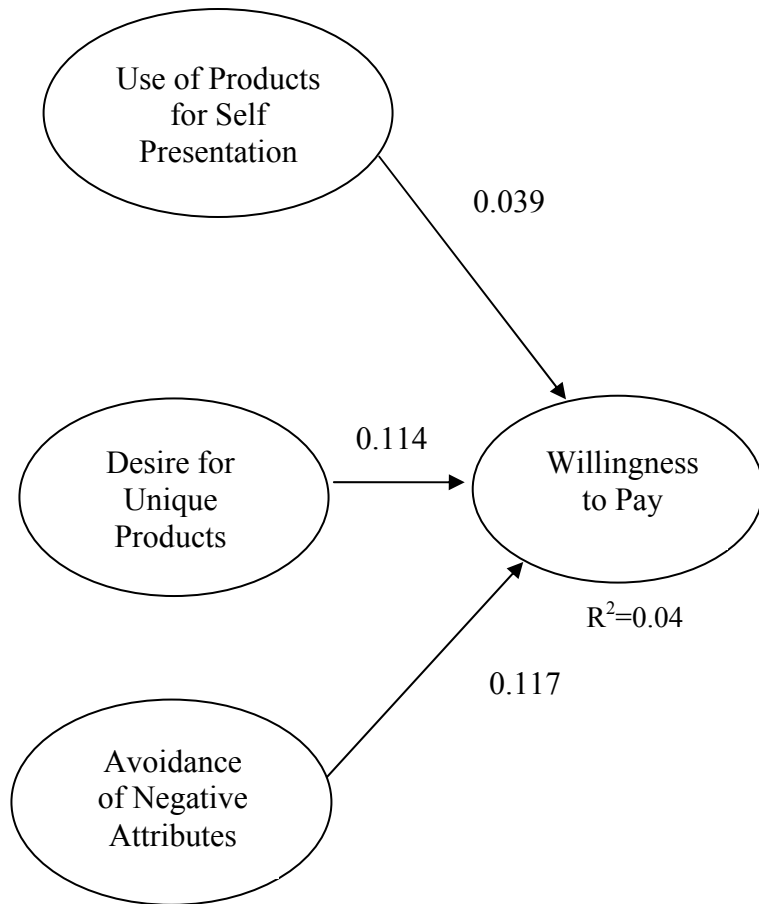 Use of Products
for Self
Presentation
0.039
0.114
Desire for
Unique
Products
Willingness
to Pay
R²=0.04
0.117
Avoidance
of Negative
Attributes